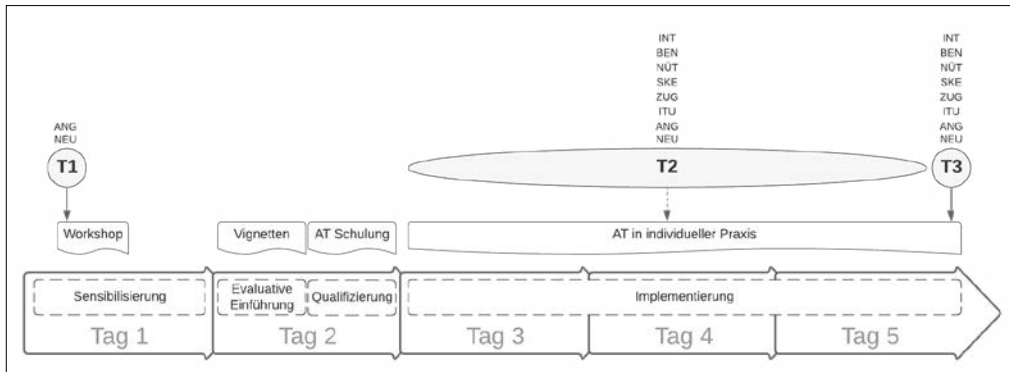 INT
BEN
NÜT
SKE
ZUG
ITU
ANG
NEU
INT
BEN
NÜT
SKE
ZUG
ITU
ANG
NEU
ANG
NEU
T1
T2
T3
Workshop
Vignetten
AT Schulung
AT in individueller Praxis
Sensibilisierung
Evaluative
Einführung
Qualifizierung
Implementierung
Tag 1
Tag 2
Tag 3
Tag 4
Tag 5